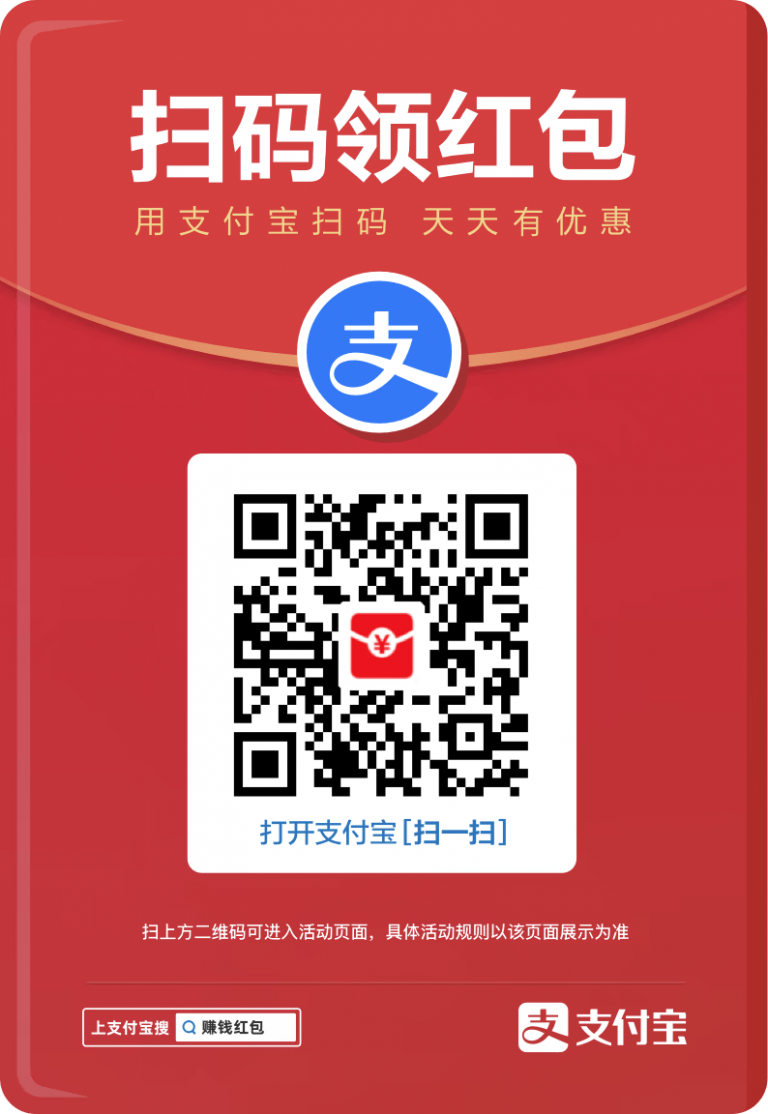 扫码领红包
用支付宝扫码 天天有优惠
支
¥
打开支付宝[扫一扫]
扫上方二维码可进入活动页面，具体活动规则以该页面展示为准
上支付宝搜 赚钱红包
支 支付宝